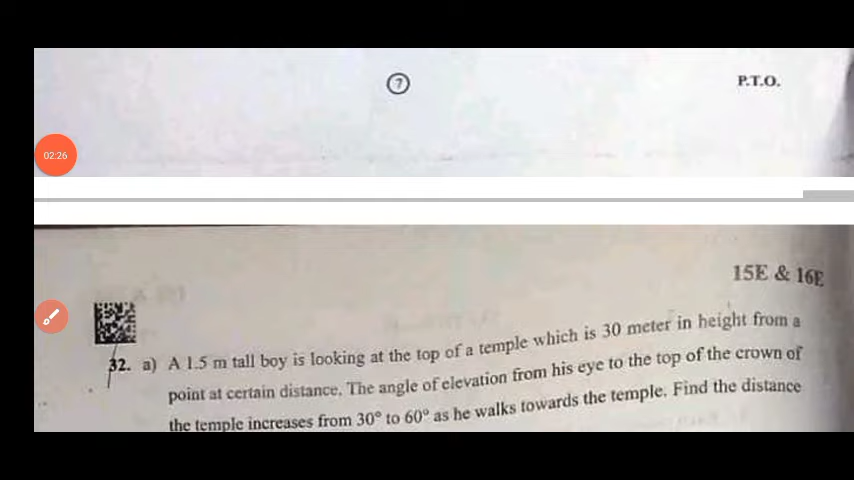 7
P.T.O.
02:26
15E & 16E
32. a) A 1.5 m tall boy is looking at the top of a temple which is 30 meter in height from a
point at certain distance. The angle of elevation from his eye to the top of the crown of
the temple increases from 30° to 60° as he walks towards the temple. Find the distance